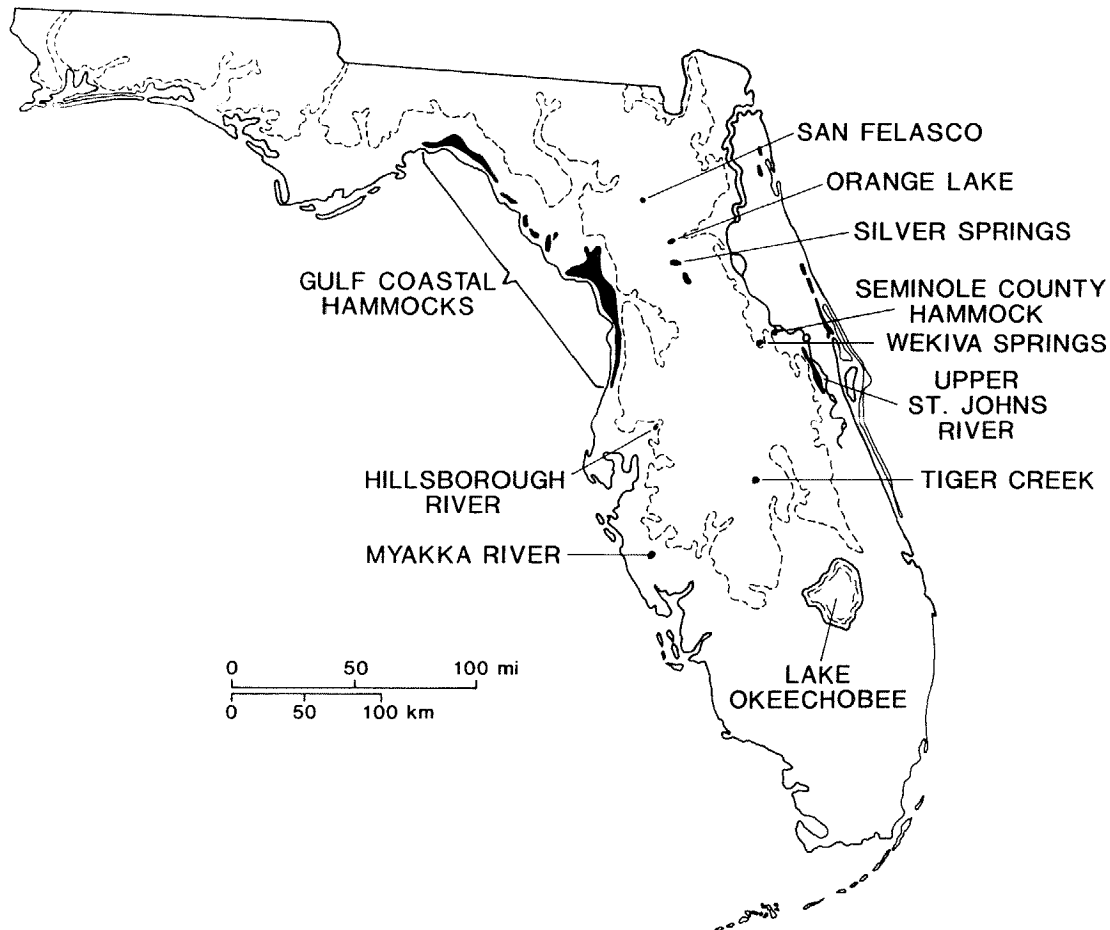 SAN FELASCO
ORANGE LAKE
SILVER SPRINGS
GULF COASTAL
HAMMOCKS
SEMINOLE COUNTY
HAMMOCK
WEKIVA SPRINGS
UPPER
ST. JOHNS
RIVER
HILLSBOROUGH
RIVER
TIGER CREEK
MYAKKA RIVER
LAKE
OKEECHOBEE
0 50 100 mi
0 50 100 km